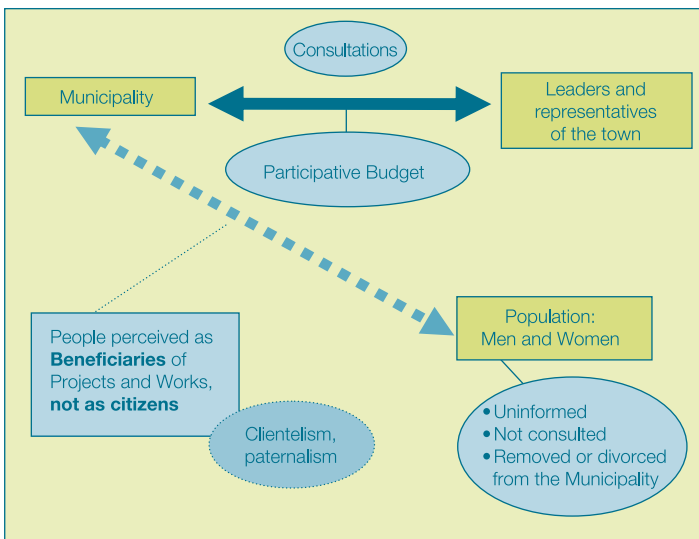 Consultations
Municipality
Leaders and
representatives
of the town
Participative Budget
People perceived as
Beneficiaries of
Projects and Works,
not as citizens
Clientelism,
paternalism
Population:
Men and Women
• Uninformed
• Not consulted
• Removed or divorced
from the Municipality